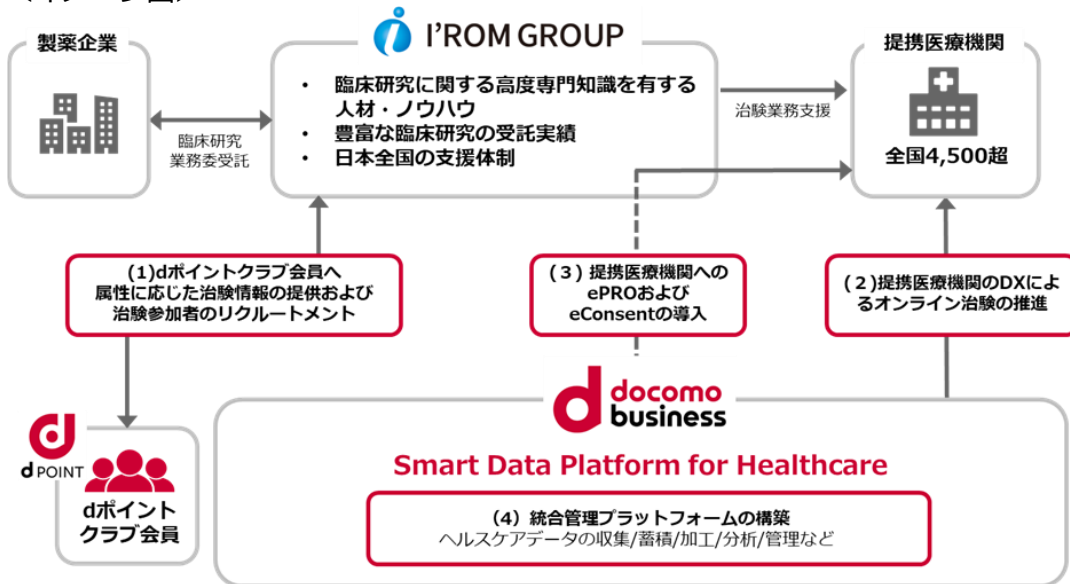 製薬企業
I'ROM GROUP
提携医療機関
• 臨床研究に関する高度専門知識を有する
人材・ノウハウ
• 豊富な臨床研究の受託実績
• 日本全国の支援体制
臨床研究
業務委受託
治験業務支援
全国4,500超
(1)dポイントクラブ会員へ
属性に応じた治験情報の提供および
治験参加者のリクルートメント
(3)提携医療機関への
ePROおよび
eConsentの導入
(2)提携医療機関のDXによ
るオンライン治験の推進
docomo
business
d POINT
dポイント
クラブ会員
Smart Data Platform for Healthcare
(4)統合管理プラットフォームの構築
ヘルスケアデータの収集/蓄積/加工/分析/管理など